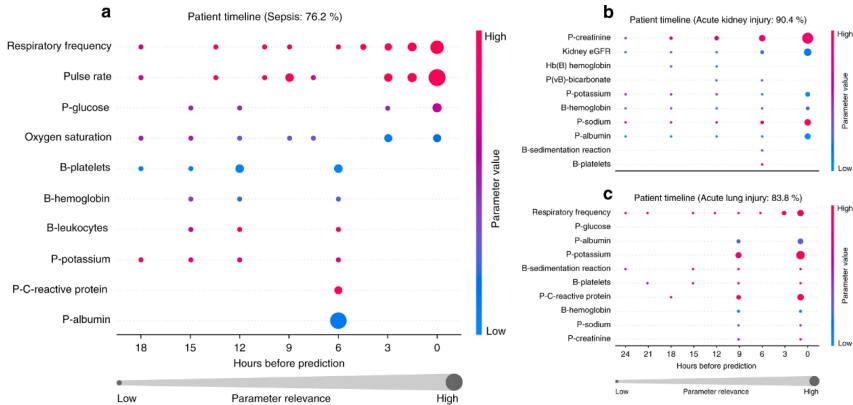 a
Patient timeline (Sepsis: 76.2 %)
Respiratory frequency
Pulse rate
P-glucose
Oxygen saturation
B-platelets
B-hemoglobin
B-leukocytes
P-potassium
P-C-reactive protein
P-albumin
18 15 12 9 6 3 0
Hours before prediction
Low Parameter relevance High
High
Parameter value
Low
b
Patient timeline (Acute kidney injury: 90.4 %)
P-creatinine
Kidney eGFR
Hb(B) hemoglobin
P(vB)-bicarbonate
P-potassium
B-hemoglobin
P-sodium
P-albumin
B-sedimentation reaction
B-platelets
High
Parameter value
Low
c
Patient timeline (Acute lung injury: 83.8 %)
Respiratory frequency
P-glucose
P-albumin
P-potassium
B-sedimentation reaction
B-platelets
P-C-reactive protein
B-hemoglobin
P-sodium
P-creatinine
24 21 18 15 12 9 6 3 0
Hours before prediction
Low Parameter relevance High
High
Parameter value
Low